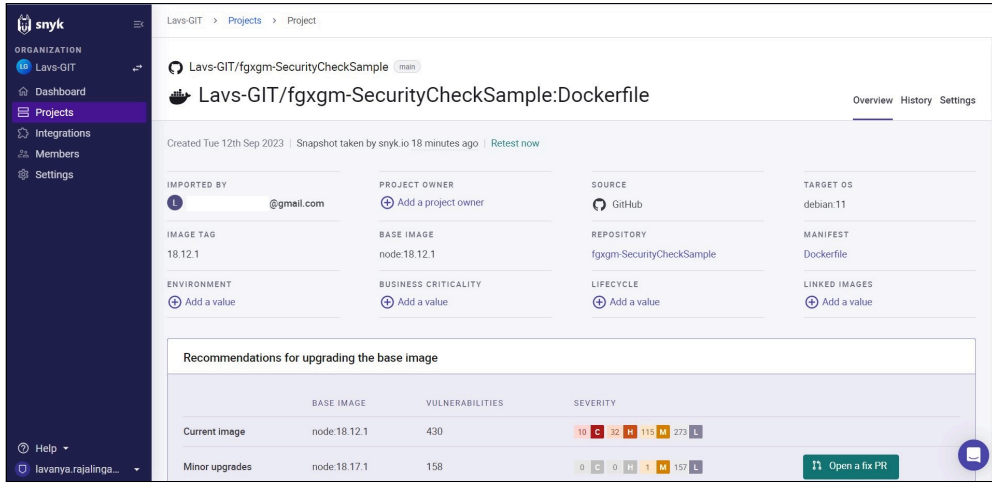 snyk
ORGANIZATION
LG Lavs-GIT
Dashboard
Projects
Integrations
Members
Settings
Help
lavanya.rajalinga...
Lavs-GIT > Projects > Project
Lavs-GIT/fgxgm-SecurityCheckSample main
Lavs-GIT/fgxgm-SecurityCheckSample:Dockerfile
Overview History Settings
Created Tue 12th Sep 2023 | Snapshot taken by snyk.io 18 minutes ago | Retest now
IMPORTED BY PROJECT OWNER SOURCE TARGET OS
L @gmail.com Add a project owner GitHub debian:11
IMAGE TAG BASE IMAGE REPOSITORY MANIFEST
18.12.1 node:18.12.1 fgxgm-SecurityCheckSample Dockerfile
ENVIRONMENT BUSINESS CRITICALITY LIFECYCLE LINKED IMAGES
Add a value Add a value Add a value Add a value
Recommendations for upgrading the base image
BASE IMAGE VULNERABILITIES SEVERITY
Current image node:18.12.1 430 10 C 32 H 115 M 273 L
Minor upgrades node:18.17.1 158 0 C 0 H 1 M 157 L Open a fix PR